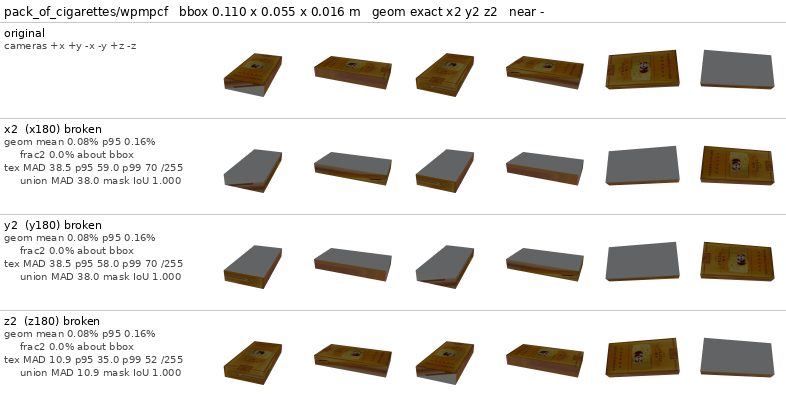 pack_of_cigarettes/wpmpcf   bbox 0.110 x 0.055 x 0.016 m   geom exact x2 y2 z2   near -
original
cameras +x +y -x -y +z -z
x2  (x180) broken
geom mean 0.08% p95 0.16%
frac2 0.0% about bbox
tex MAD 38.5 p95 59.0 p99 70 /255
union MAD 38.0 mask IoU 1.000
y2  (y180) broken
geom mean 0.08% p95 0.16%
frac2 0.0% about bbox
tex MAD 38.5 p95 58.0 p99 70 /255
union MAD 38.0 mask IoU 1.000
z2  (z180) broken
geom mean 0.08% p95 0.16%
frac2 0.0% about bbox
tex MAD 10.9 p95 35.0 p99 52 /255
union MAD 10.9 mask IoU 1.000